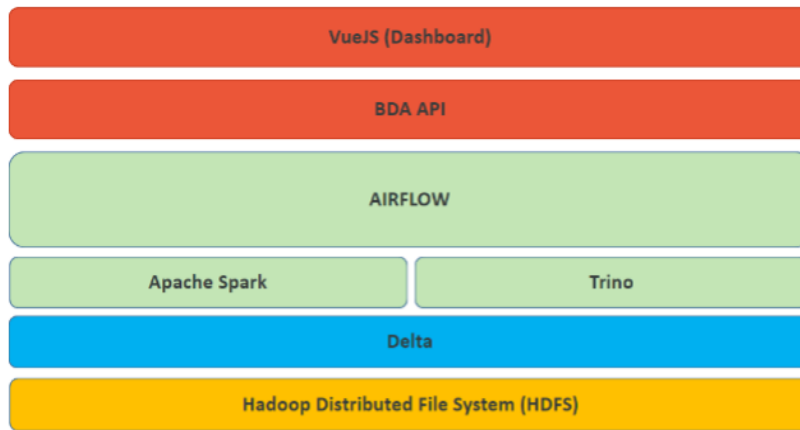 VueJS (Dashboard)
BDA API
AIRFLOW
Apache Spark
Trino
Delta
Hadoop Distributed File System (HDFS)